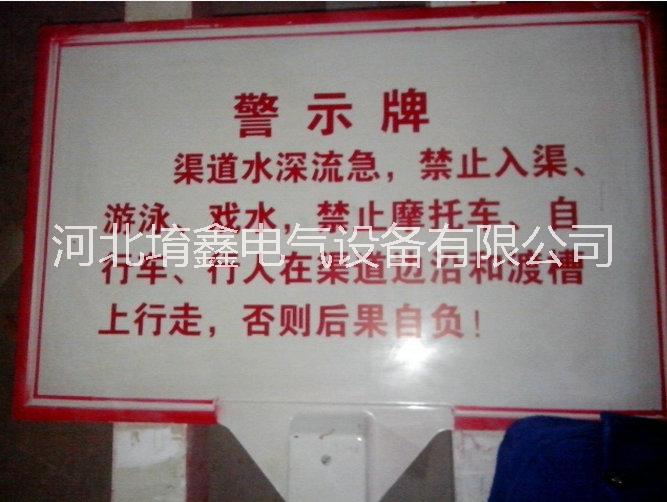 警示牌
渠道水深流急，禁止入渠、
游泳、戏水，禁止摩托车、自
河北堉鑫电气设备有限公司
行车、行人在渠道边沿和渡槽
上行走，否则后果自负！